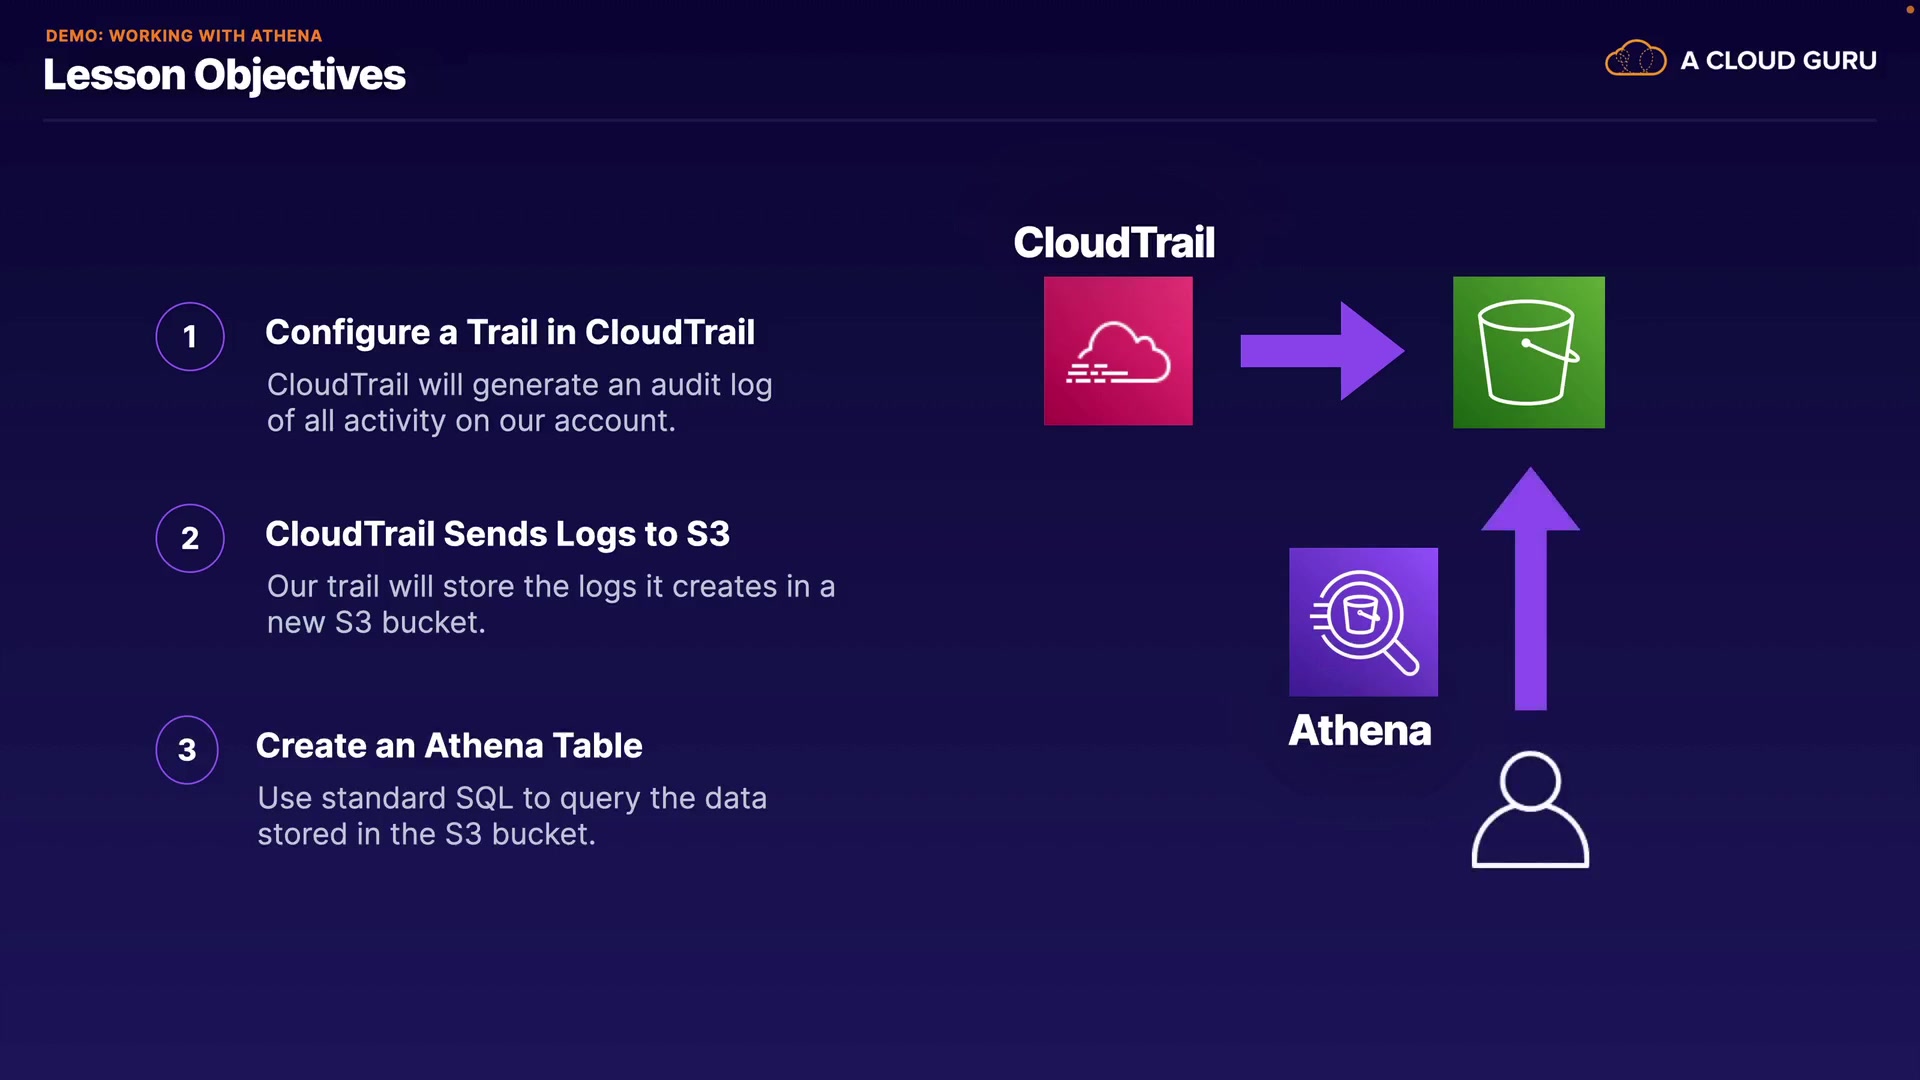 DEMO: WORKING WITH ATHENA
Lesson Objectives
A CLOUD GURU
1
Configure a Trail in CloudTrail
CloudTrail will generate an audit log
of all activity on our account.
2
CloudTrail Sends Logs to S3
Our trail will store the logs it creates in a
new S3 bucket.
3
Create an Athena Table
Use standard SQL to query the data
stored in the S3 bucket.
CloudTrail
Athena